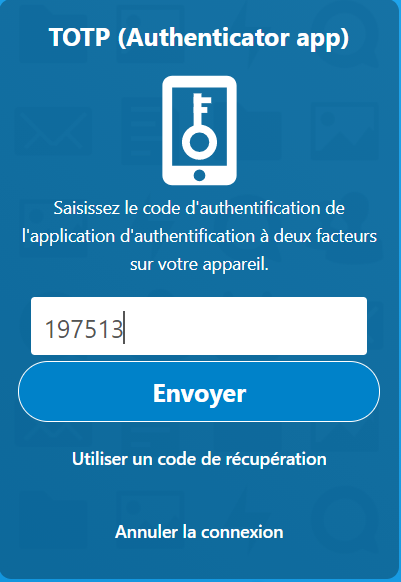 TOTP (Authenticator app)
Saisissez le code d'authentification de
l'application d'authentification à deux facteurs
sur votre appareil.
197513
Envoyer
Utiliser un code de récupération
Annuler la connexion